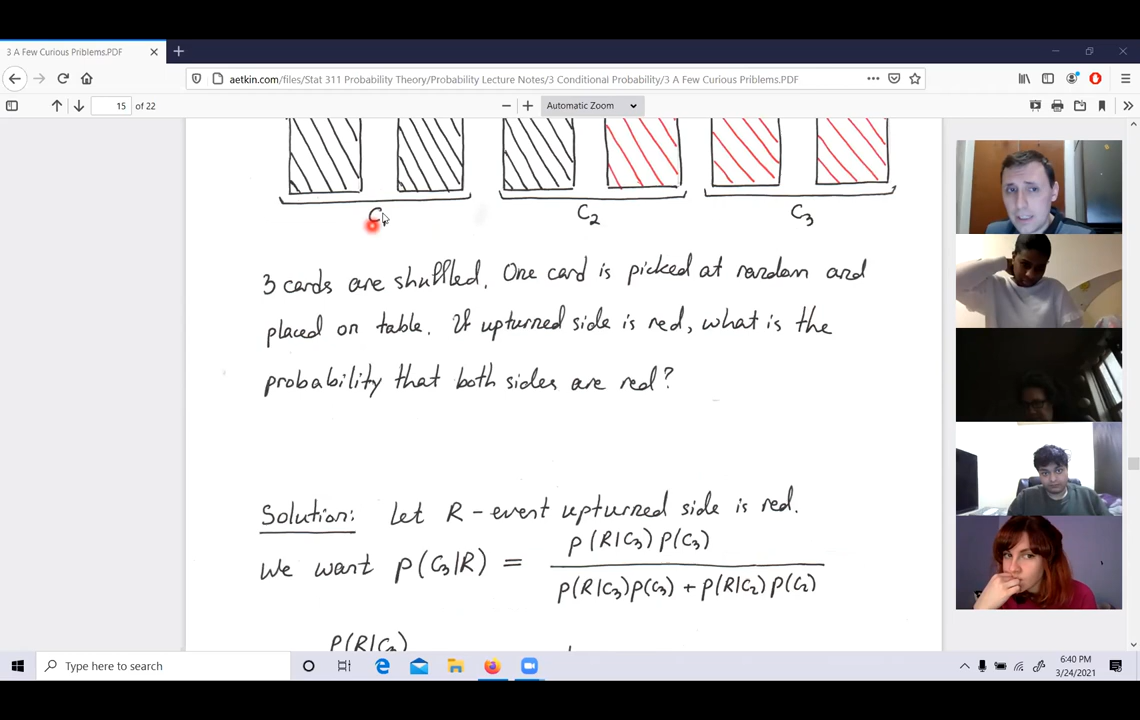 3 A Few Curious Priblems.PDF
aetkin.com/files/Stat 311 Probability Theory/Probability Lecture Notes/3 Conditional Probability/3 A Few Curious Priblems.PDF
15 of 22
Automatic Zoom
C
C2
C3
3 cards are shuffled. One card is picked at random and
placed on table. If upturned side is red, what is the
probability that both sides are red?
Solution: Let R - event upturned side is red.
We want P(C3|R) = P(R|C3) P(C3)
P(R|C3)P(C3) + P(R|C2) P(C2)
P(R|C3)
Type here to search
6:40 PM
3/24/2021